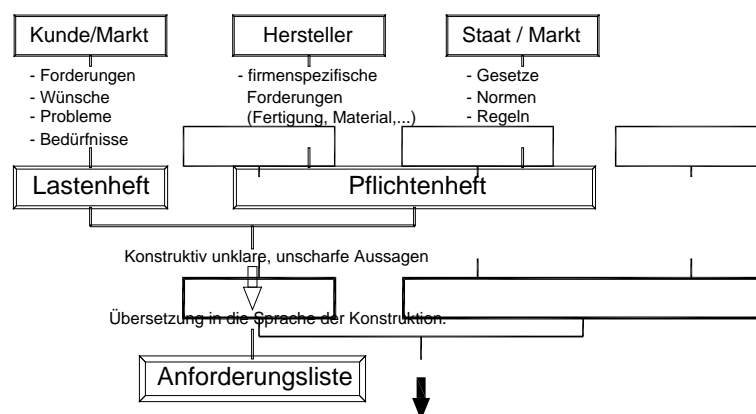 Kunde/Markt
Hersteller
Staat / Markt
- Forderungen
- Wünsche
- Probleme
- Bedürfnisse
- firmenspezifische
Forderungen
(Fertigung, Material,...)
- Gesetze
- Normen
- Regeln
Lastenheft
Pflichtenheft
Konstruktiv unklare, unscharfe Aussagen
Übersetzung in die Sprache der Konstruktion.
Anforderungsliste